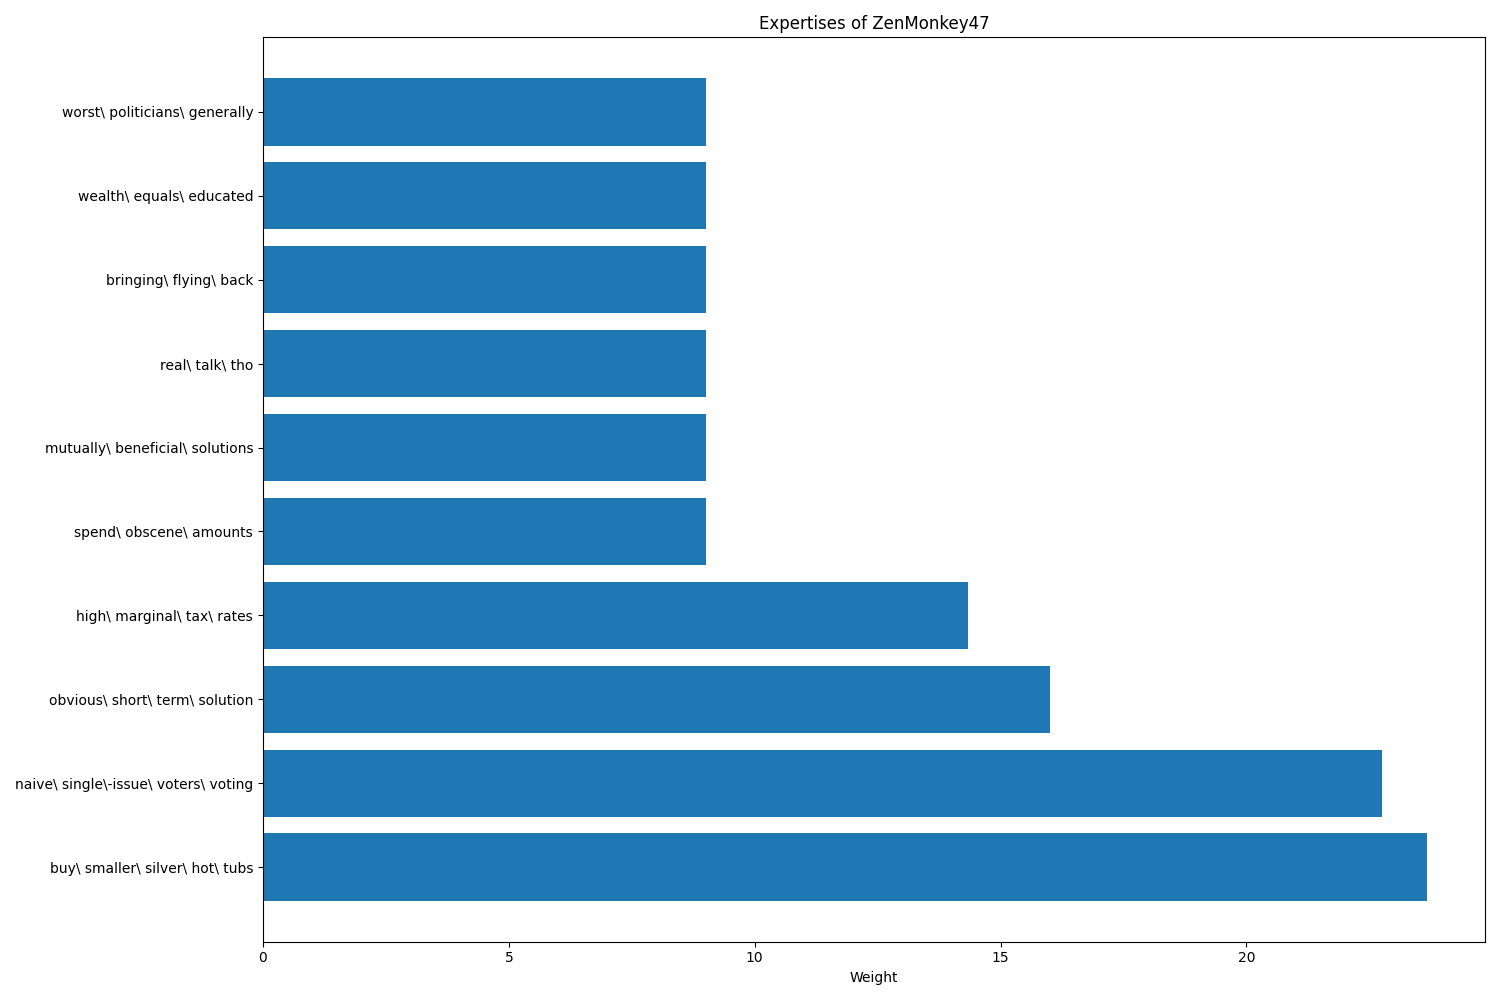 Expertises of ZenMonkey47
worst\ politicians\ generally
wealth\ equals\ educated
bringing\ flying\ back
real\ talk\ tho
mutually\ beneficial\ solutions
spend\ obscene\ amounts
high\ marginal\ tax\ rates
obvious\ short\ term\ solution
naive\ single\-issue\ voters\ voting
buy\ smaller\ silver\ hot\ tubs
0 5 10 15 20
Weight